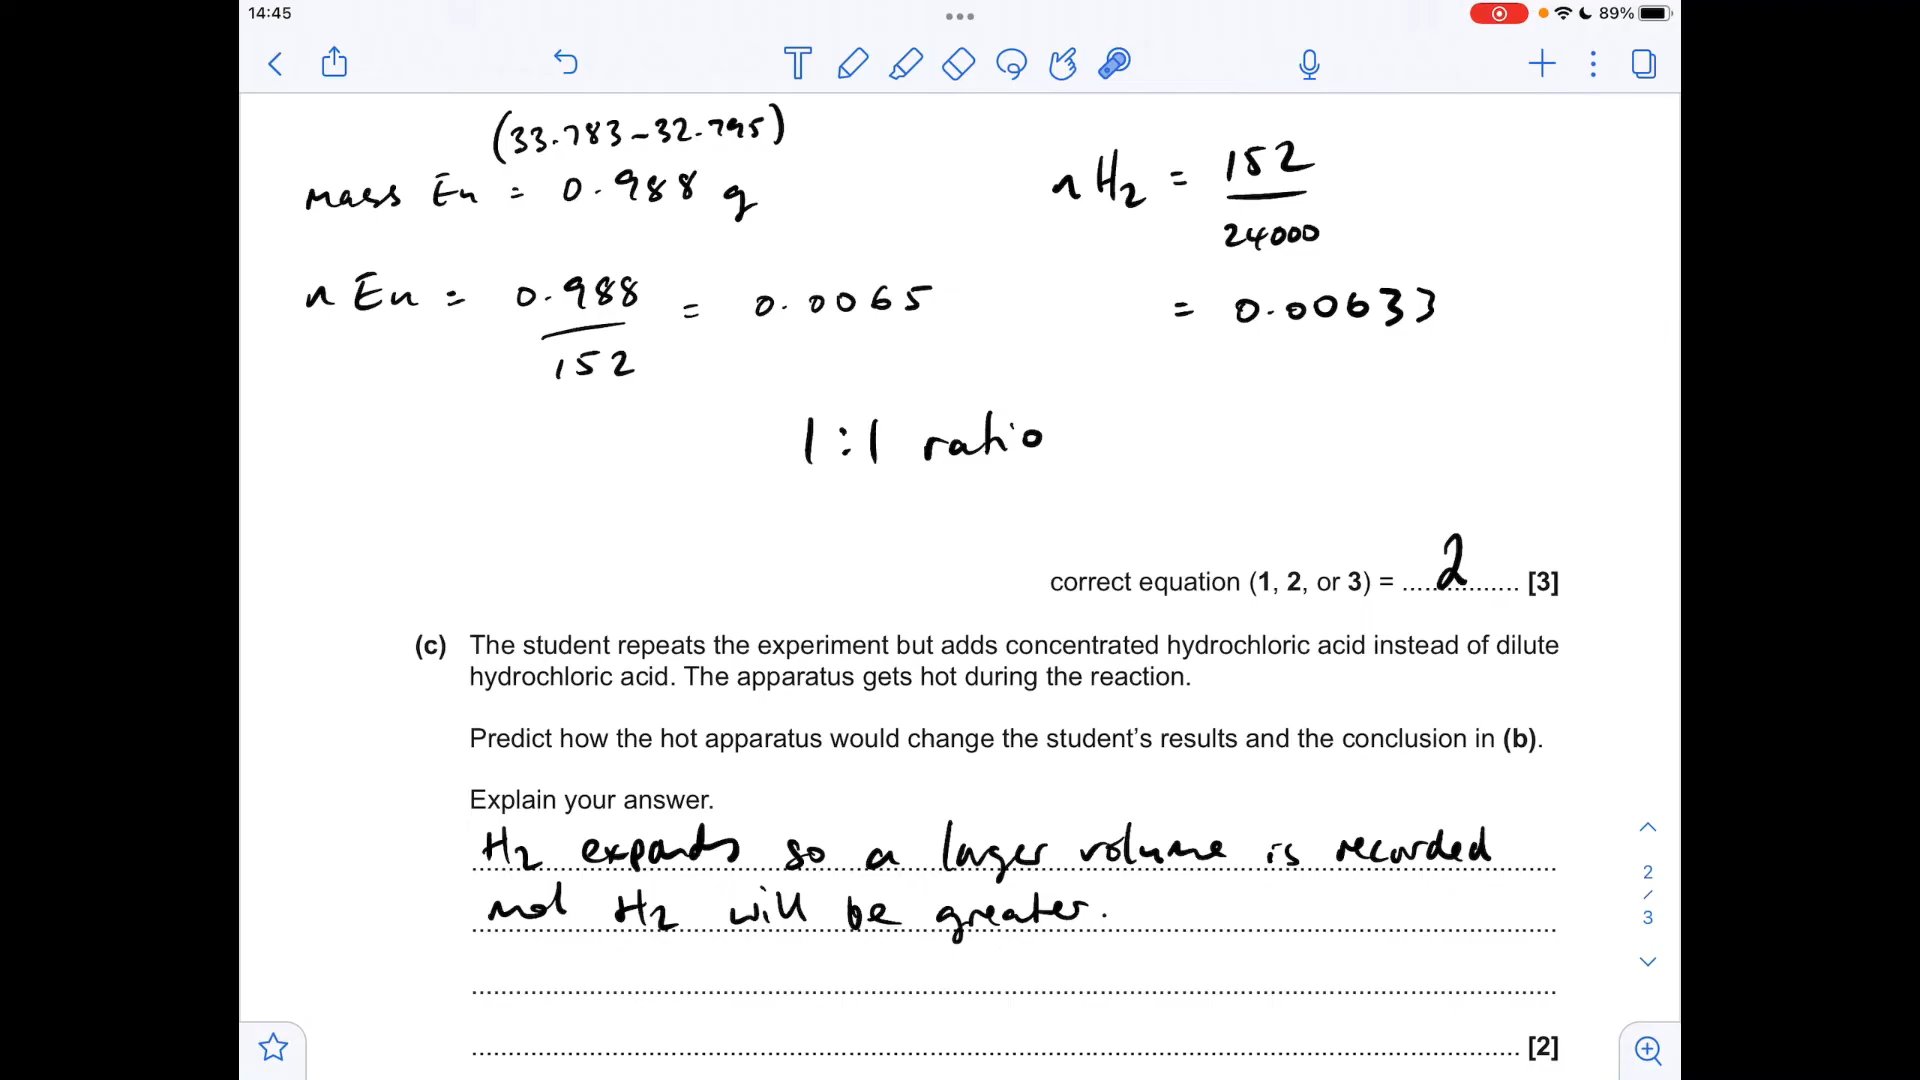 14:45
89%
(33.783-32.795)
mass Eu = 0.988 g
n Eu = 0.988 / 152 = 0.0065
n H2 = 152 / 24000
= 0.00633
1:1 ratio
correct equation (1, 2, or 3) = ....2.... [3]
(c) The student repeats the experiment but adds concentrated hydrochloric acid instead of dilute
hydrochloric acid. The apparatus gets hot during the reaction.
Predict how the hot apparatus would change the student's results and the conclusion in (b).
Explain your answer.
H2 expands so a larger volume is recorded
mol H2 will be greater.
[2]
2
/
3